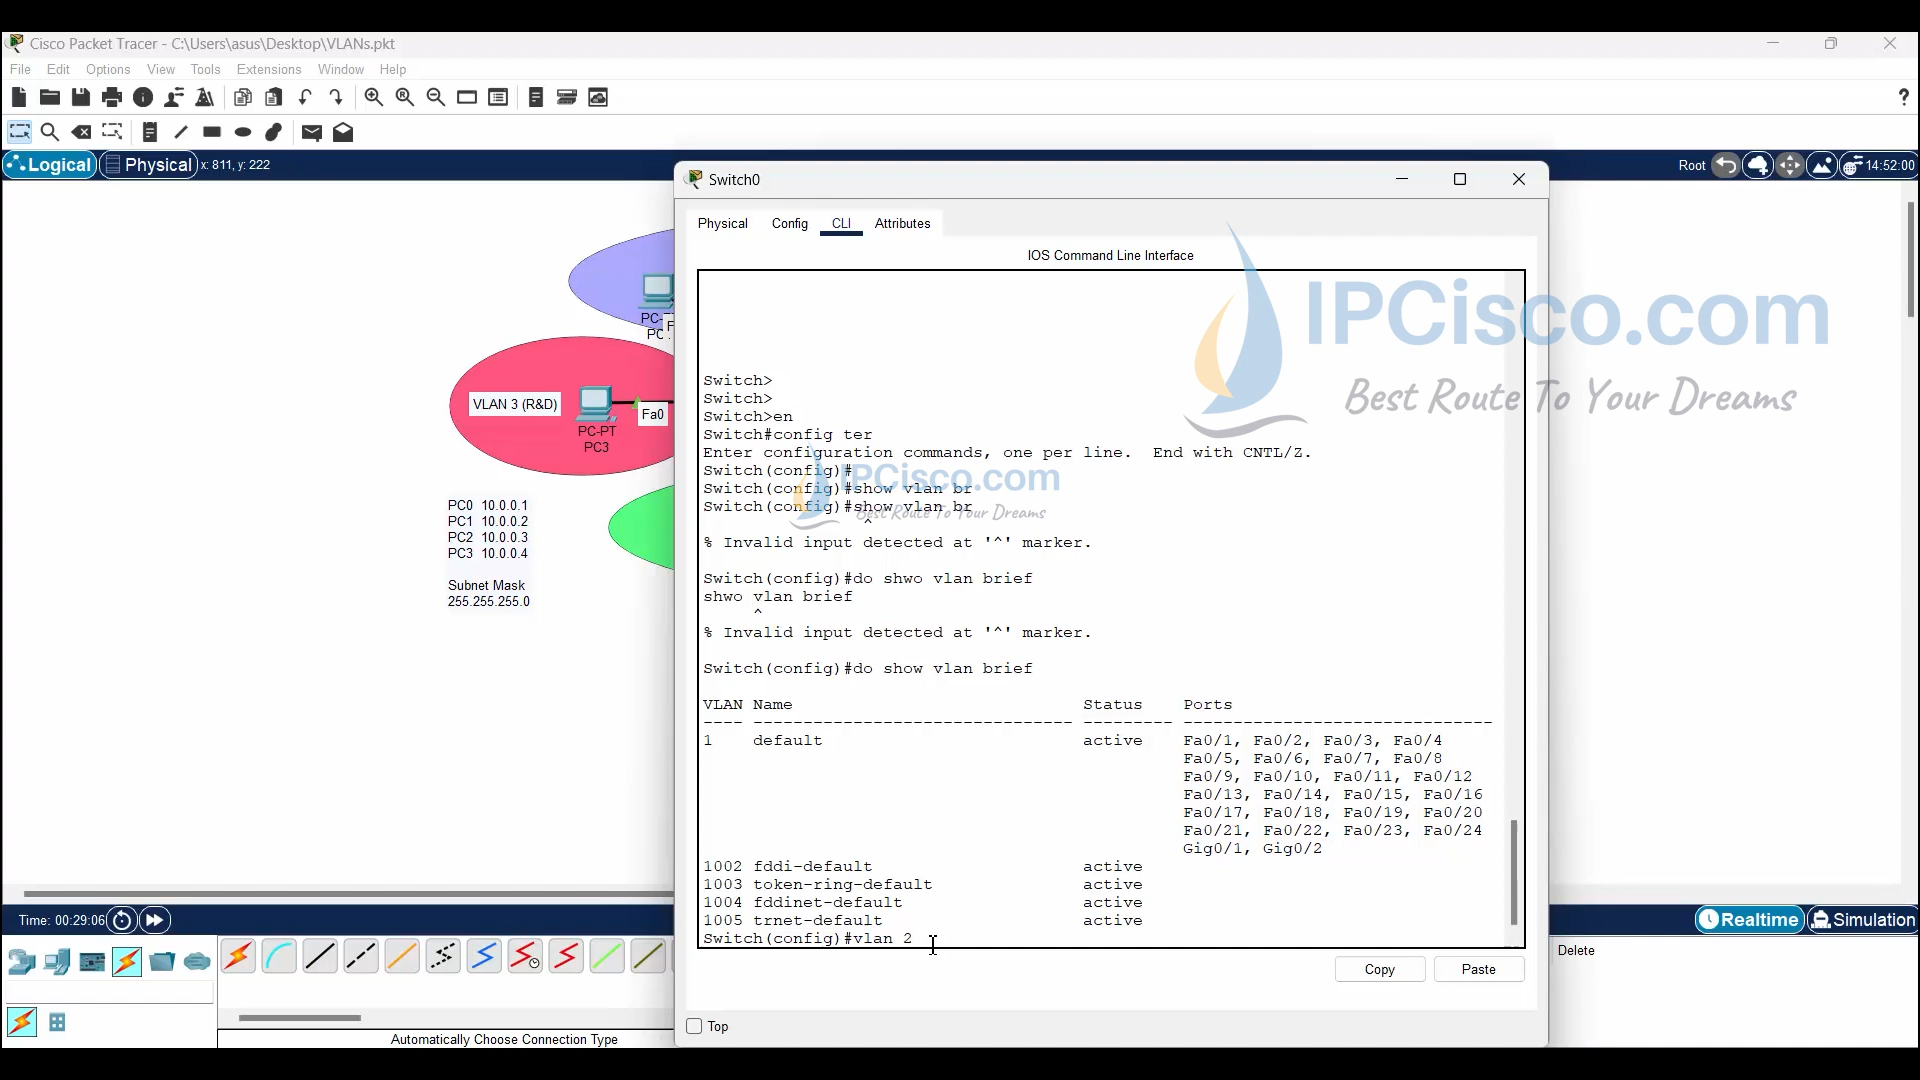 Cisco Packet Tracer - C:\Users\asus\Desktop\VLANs.pkt
File Edit Options View Tools Extensions Window Help
?
Logical Physical x: 811, y: 222
Root 14:52:00
Switch0
Physical Config CLI Attributes
IOS Command Line Interface
IPCisco.com
Best Route To Your Dreams
PC-
F
PC
VLAN 3 (R&D)
Fa0
PC-PT
PC3
PC0 10.0.0.1
PC1 10.0.0.2
PC2 10.0.0.3
PC3 10.0.0.4
Subnet Mask
255.255.255.0
Switch>
Switch>
Switch>en
Switch#config ter
Enter configuration commands, one per line.  End with CNTL/Z.
Switch(config)#
Switch(config)#show vlan br
Switch(config)#show vlan br
^
% Invalid input detected at '^' marker.
Switch(config)#do shwo vlan brief
shwo vlan brief
^
% Invalid input detected at '^' marker.
Switch(config)#do show vlan brief
VLAN Name Status Ports
---- -------------------------------- --------- -------------------------------
1 default active Fa0/1, Fa0/2, Fa0/3, Fa0/4
Fa0/5, Fa0/6, Fa0/7, Fa0/8
Fa0/9, Fa0/10, Fa0/11, Fa0/12
Fa0/13, Fa0/14, Fa0/15, Fa0/16
Fa0/17, Fa0/18, Fa0/19, Fa0/20
Fa0/21, Fa0/22, Fa0/23, Fa0/24
Gig0/1, Gig0/2
1002 fddi-default active
1003 token-ring-default active
1004 fddinet-default active
1005 trnet-default active
Switch(config)#vlan 2
IPCisco.com
Best Route To Your Dreams
Copy Paste
Top
Time: 00:29:06
Realtime Simulation
Delete
Automatically Choose Connection Type